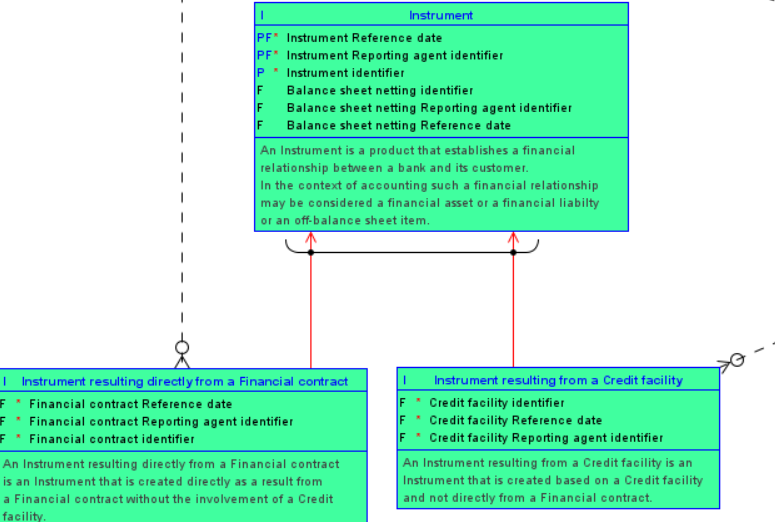 I Instrument
PF* Instrument Reference date
PF* Instrument Reporting agent identifier
P * Instrument identifier
F Balance sheet netting identifier
F Balance sheet netting Reporting agent identifier
F Balance sheet netting Reference date
An Instrument is a product that establishes a financial
relationship between a bank and its customer.
In the context of accounting such a financial relationship
may be considered a financial asset or a financial liabilty
or an off-balance sheet item.
I Instrument resulting directly from a Financial contract
F * Financial contract Reference date
F * Financial contract Reporting agent identifier
F * Financial contract identifier
An Instrument resulting directly from a Financial contract
is an Instrument that is created directly as a result from
a Financial contract without the involvement of a Credit
facility.
I Instrument resulting from a Credit facility
F * Credit facility identifier
F * Credit facility Reference date
F * Credit facility Reporting agent identifier
An Instrument resulting from a Credit facility is an
Instrument that is created based on a Credit facility
and not directly from a Financial contract.